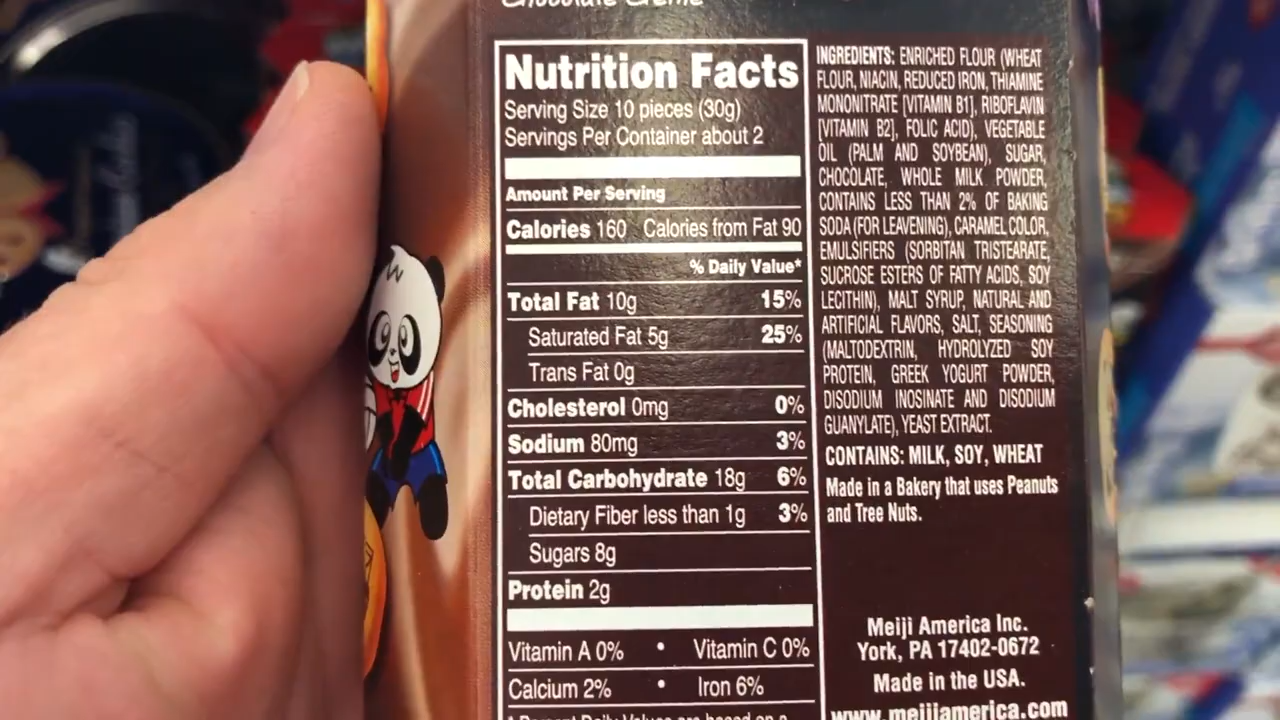 Chocolate Creme
Nutrition Facts
Serving Size 10 pieces (30g)
Servings Per Container about 2
Amount Per Serving
Calories 160 Calories from Fat 90
% Daily Value*
Total Fat 10g 15%
Saturated Fat 5g 25%
Trans Fat 0g
Cholesterol 0mg 0%
Sodium 80mg 3%
Total Carbohydrate 18g 6%
Dietary Fiber less than 1g 3%
Sugars 8g
Protein 2g
Vitamin A 0% • Vitamin C 0%
Calcium 2% • Iron 6%
* Percent Daily Values are based on a
INGREDIENTS: ENRICHED FLOUR (WHEAT
FLOUR, NIACIN, REDUCED IRON, THIAMINE
MONONITRATE [VITAMIN B1], RIBOFLAVIN
[VITAMIN B2], FOLIC ACID), VEGETABLE
OIL (PALM AND SOYBEAN), SUGAR,
CHOCOLATE, WHOLE MILK POWDER,
CONTAINS LESS THAN 2% OF BAKING
SODA (FOR LEAVENING), CARAMEL COLOR,
EMULSIFIERS (SORBITAN TRISTEARATE,
SUCROSE ESTERS OF FATTY ACIDS, SOY
LECITHIN), MALT SYRUP, NATURAL AND
ARTIFICIAL FLAVORS, SALT, SEASONING
(MALTODEXTRIN, HYDROLYZED SOY
PROTEIN, GREEK YOGURT POWDER,
DISODIUM INOSINATE AND DISODIUM
GUANYLATE), YEAST EXTRACT.
CONTAINS: MILK, SOY, WHEAT
Made in a Bakery that uses Peanuts
and Tree Nuts.
Meiji America Inc.
York, PA 17402-0672
Made in the USA.
www.meijiamerica.com